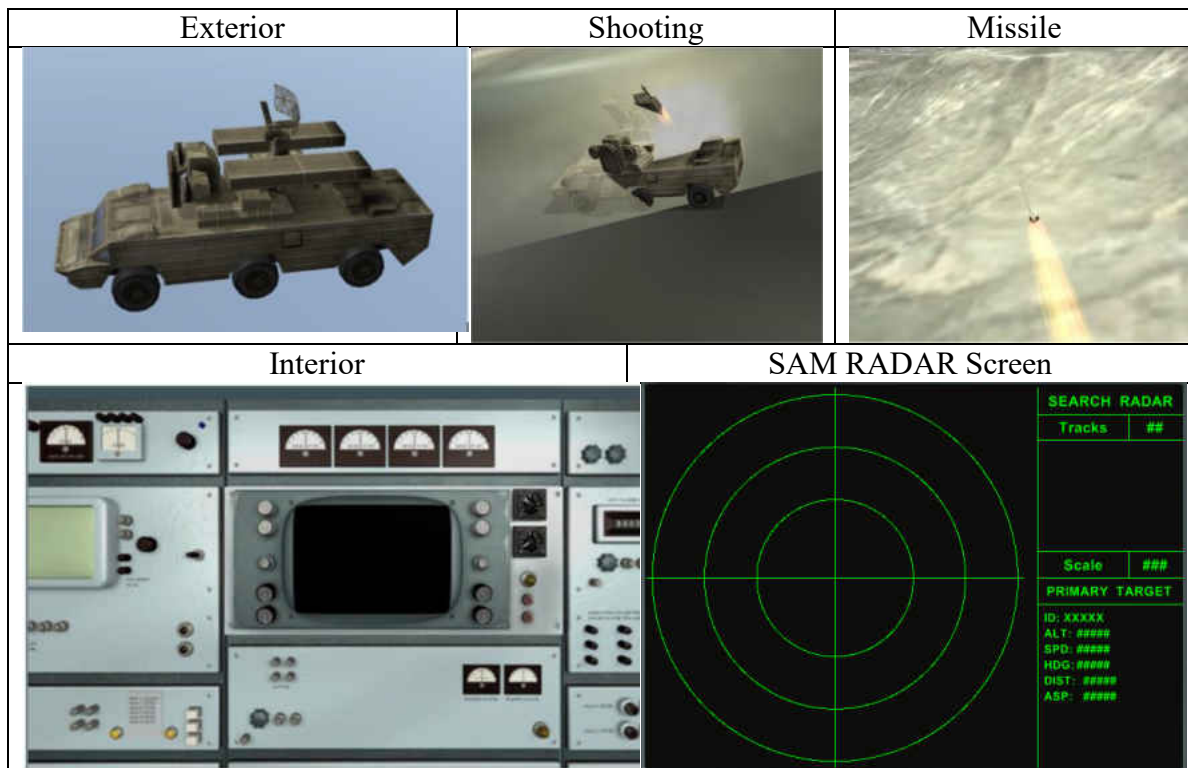 Exterior
Shooting
Missile
Interior
SAM RADAR Screen
SEARCH RADAR
Tracks ##
Scale ###
PRIMARY TARGET
ID: XXXXX
ALT: #####
SPD: #####
HDG: #####
DIST: #####
ASP: #####